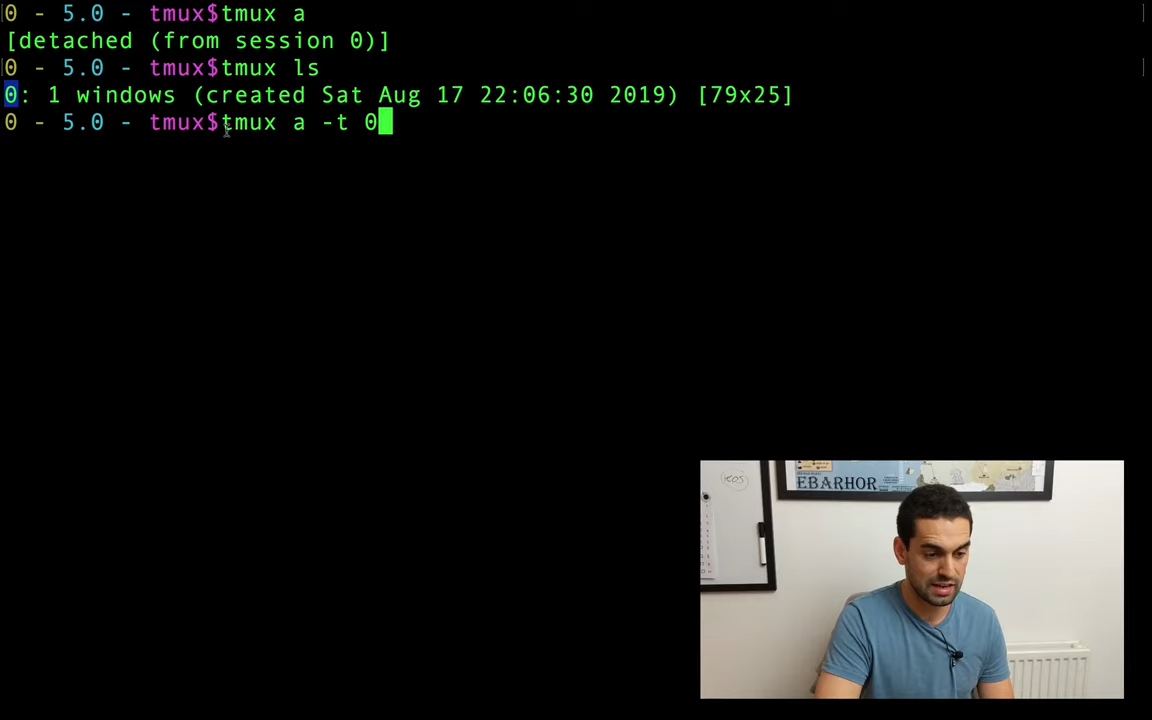 0 - 5.0 - tmux$tmux a
[detached (from session 0)]
0 - 5.0 - tmux$tmux ls
0: 1 windows (created Sat Aug 17 22:06:30 2019) [79x25]
0 - 5.0 - tmux$tmux a -t 0
KOS
EBARHOR